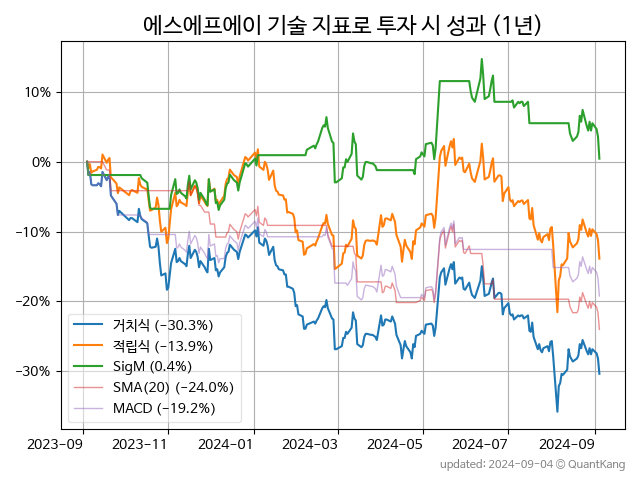 에스에프에이 기술 지표로 투자 시 성과 (1년)
10%
0%
−10%
−20%
−30%
거치식 (−30.3%)
적립식 (−13.9%)
SigM (0.4%)
SMA(20) (−24.0%)
MACD (−19.2%)
2023-09
2023-11
2024-01
2024-03
2024-05
2024-07
2024-09
updated: 2024-09-04 © QuantKang